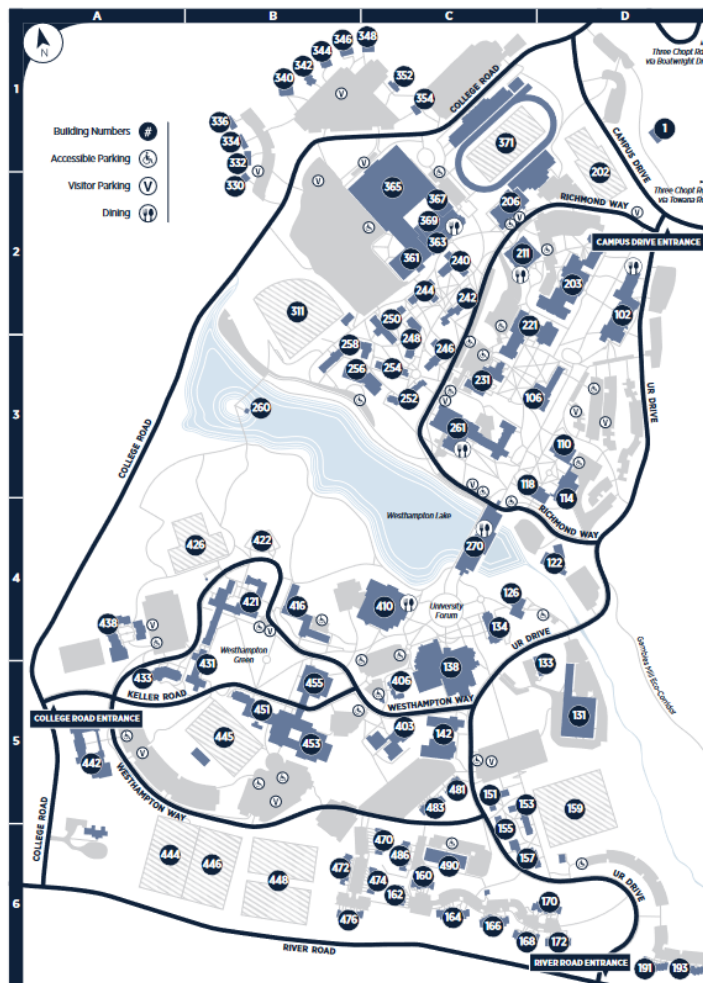 A B C D
1
2
3
4
5
6
N
Building Numbers #
Accessible Parking
Visitor Parking V
Dining
346 348
344
342
340
352
354
COLLEGE ROAD
Three Chopt Ro
via Boatwright Dr
336
334
332
330
V
371
CAMPUS DRIVE
1
202
365
367
369
363
361
206
RICHMOND WAY
Three Chopt R
via Towana R
CAMPUS DRIVE ENTRANCE
240
211
203
102
244
242
311
250
248
246
221
258
256
254
252
231
106
UR DRIVE
260
261
110
COLLEGE ROAD
118
114
RICHMOND WAY
Westhampton Lake
270
122
426
422
421
416
410
University
Forum
126
134
UR DRIVE
438
Westhampton
Green
433
431
455
406
138
133
Gambles Mill Eco-Corridor
KELLER ROAD
WESTHAMPTON WAY
COLLEGE ROAD ENTRANCE
451
445
453
403
142
131
442
WESTHAMPTON WAY
481
483
151
153
155
157
159
COLLEGE ROAD
444
446
448
470
472
486
474
162
160
490
UR DRIVE
476
164
166
168
170
172
RIVER ROAD
RIVER ROAD ENTRANCE
191
193